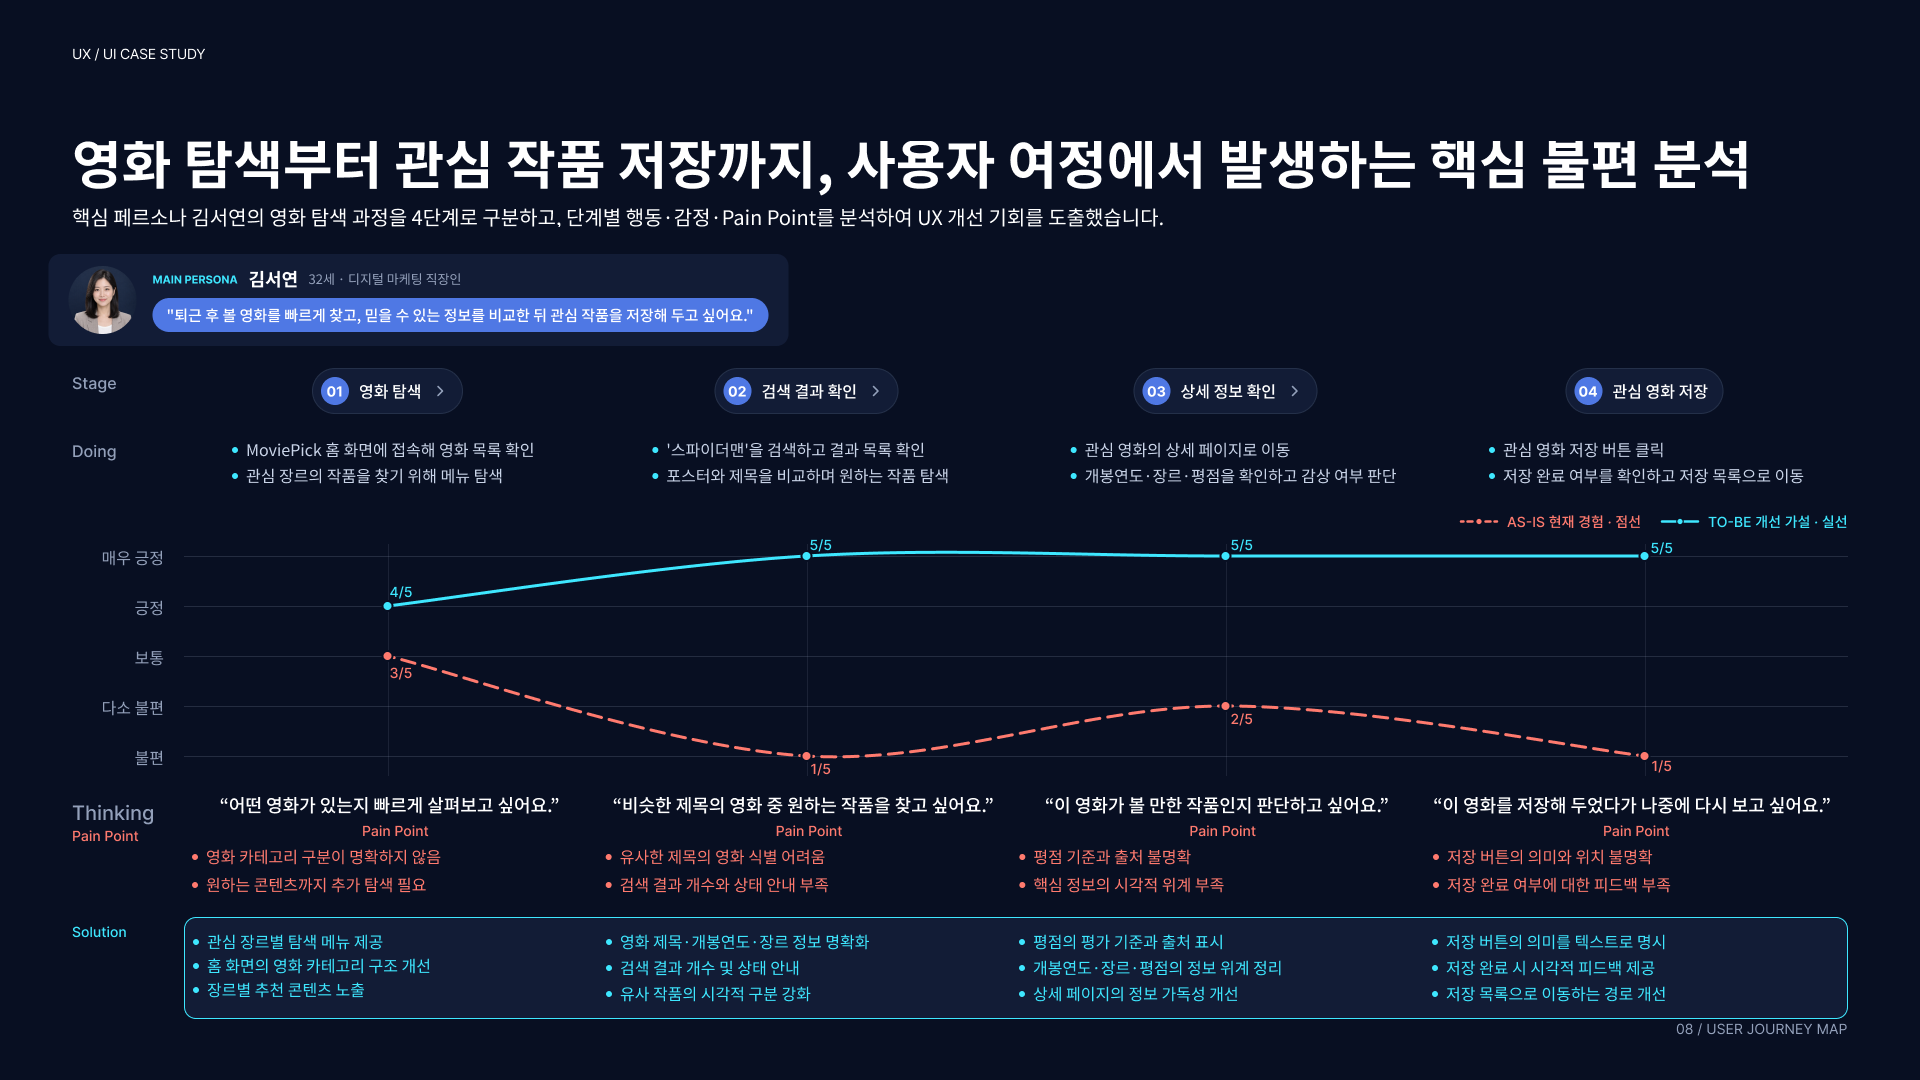 UX / UI CASE STUDY
영화 탐색부터 관심 작품 저장까지, 사용자 여정에서 발생하는 핵심 불편 분석
핵심 페르소나 김서연의 영화 탐색 과정을 4단계로 구분하고, 단계별 행동·감정·Pain Point를 분석하여 UX 개선 기회를 도출했습니다.
MAIN PERSONA 김서연 32세 · 디지털 마케팅 직장인
"퇴근 후 볼 영화를 빠르게 찾고, 믿을 수 있는 정보를 비교한 뒤 관심 작품을 저장해 두고 싶어요."
Stage
01 영화 탐색 >
02 검색 결과 확인 >
03 상세 정보 확인 >
04 관심 영화 저장
Doing
• MoviePick 홈 화면에 접속해 영화 목록 확인
• 관심 장르의 작품을 찾기 위해 메뉴 탐색
• '스파이더맨'을 검색하고 결과 목록 확인
• 포스터와 제목을 비교하며 원하는 작품 탐색
• 관심 영화의 상세 페이지로 이동
• 개봉연도·장르·평점을 확인하고 감상 여부 판단
• 관심 영화 저장 버튼 클릭
• 저장 완료 여부를 확인하고 저장 목록으로 이동
AS-IS 현재 경험 · 점선
TO-BE 개선 가설 · 실선
매우 긍정
긍정
보통
다소 불편
불편
4/5
5/5
5/5
5/5
3/5
1/5
2/5
1/5
Thinking
Pain Point
“어떤 영화가 있는지 빠르게 살펴보고 싶어요.”
Pain Point
• 영화 카테고리 구분이 명확하지 않음
• 원하는 콘텐츠까지 추가 탐색 필요
“비슷한 제목의 영화 중 원하는 작품을 찾고 싶어요.”
Pain Point
• 유사한 제목의 영화 식별 어려움
• 검색 결과 개수와 상태 안내 부족
“이 영화가 볼 만한 작품인지 판단하고 싶어요.”
Pain Point
• 평점 기준과 출처 불명확
• 핵심 정보의 시각적 위계 부족
“이 영화를 저장해 두었다가 나중에 다시 보고 싶어요.”
Pain Point
• 저장 버튼의 의미와 위치 불명확
• 저장 완료 여부에 대한 피드백 부족
Solution
• 관심 장르별 탐색 메뉴 제공
• 홈 화면의 영화 카테고리 구조 개선
• 장르별 추천 콘텐츠 노출
• 영화 제목·개봉연도·장르 정보 명확화
• 검색 결과 개수 및 상태 안내
• 유사 작품의 시각적 구분 강화
• 평점의 평가 기준과 출처 표시
• 개봉연도·장르·평점의 정보 위계 정리
• 상세 페이지의 정보 가독성 개선
• 저장 버튼의 의미를 텍스트로 명시
• 저장 완료 시 시각적 피드백 제공
• 저장 목록으로 이동하는 경로 개선
08 / USER JOURNEY MAP